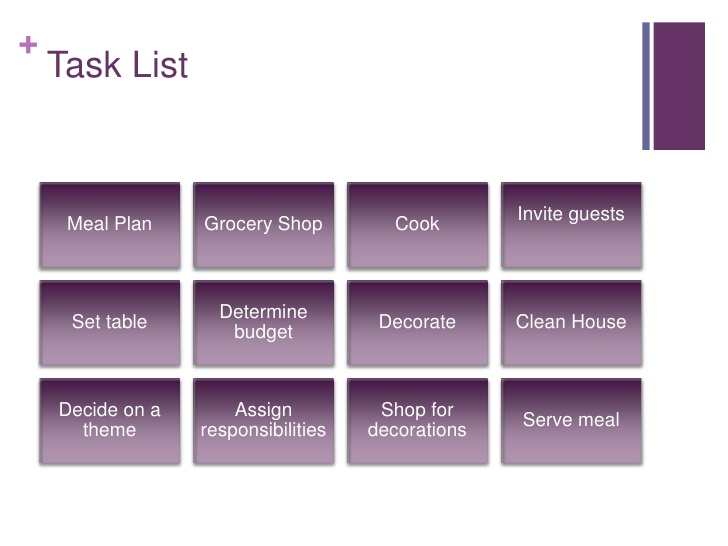 +
Task List
Meal Plan
Grocery Shop
Cook
Invite guests
Set table
Determine
budget
Decorate
Clean House
Decide on a
theme
Assign
responsibilities
Shop for
decorations
Serve meal